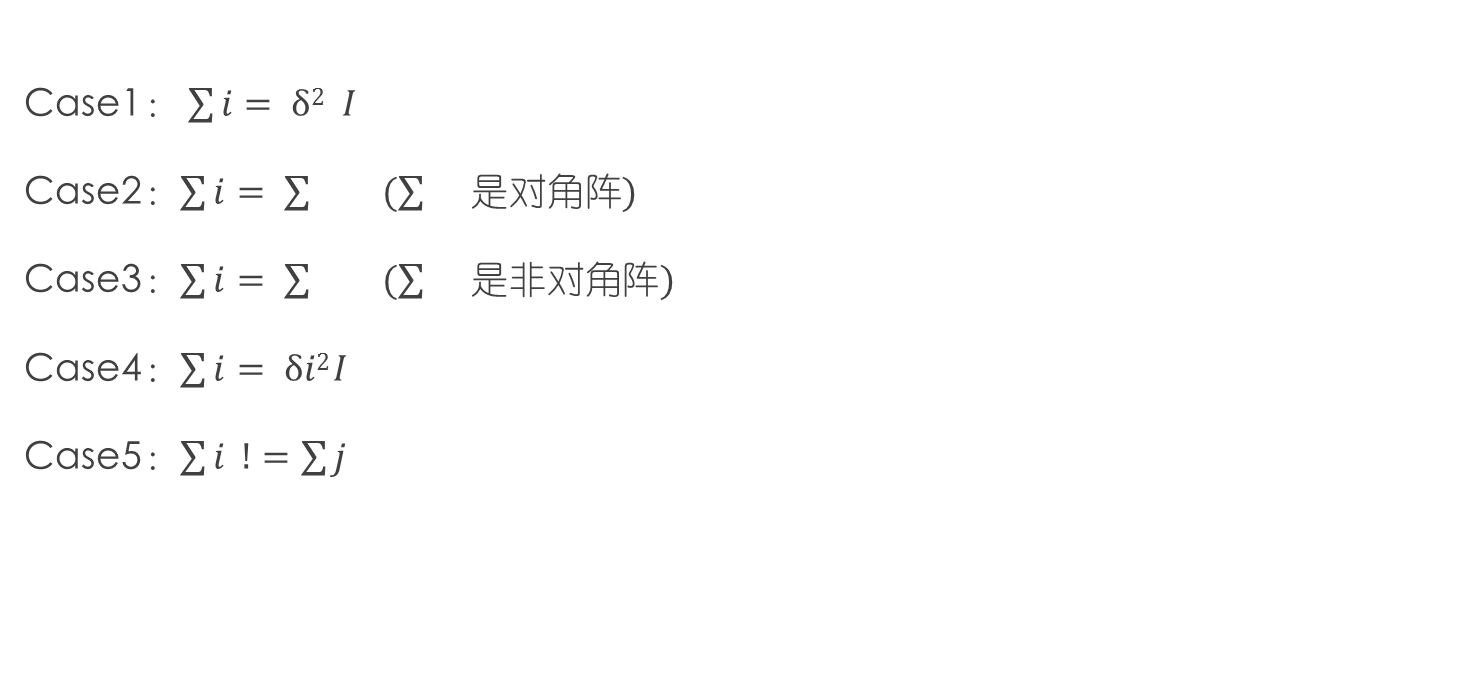 Case1: ∑i = δ² I
Case2: ∑i = ∑ (∑ 是对角阵)
Case3: ∑i = ∑ (∑ 是非对角阵)
Case4: ∑i = δi²I
Case5: ∑i != ∑j